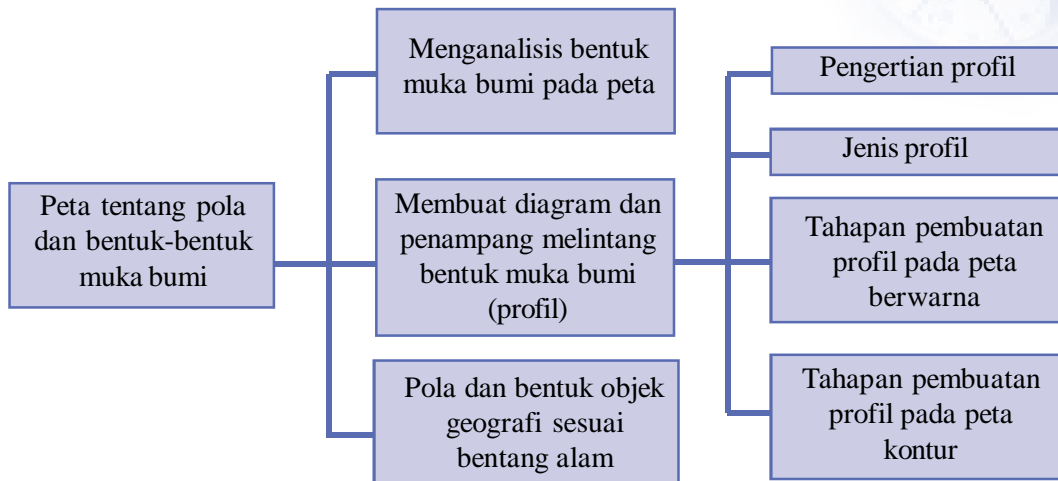 Peta tentang pola
dan bentuk-bentuk
muka bumi
Menganalisis bentuk
muka bumi pada peta
Membuat diagram dan
penampang melintang
bentuk muka bumi
(profil)
Pola dan bentuk objek
geografi sesuai
bentang alam
Pengertian profil
Jenis profil
Tahapan pembuatan
profil pada peta
berwarna
Tahapan pembuatan
profil pada peta
kontur